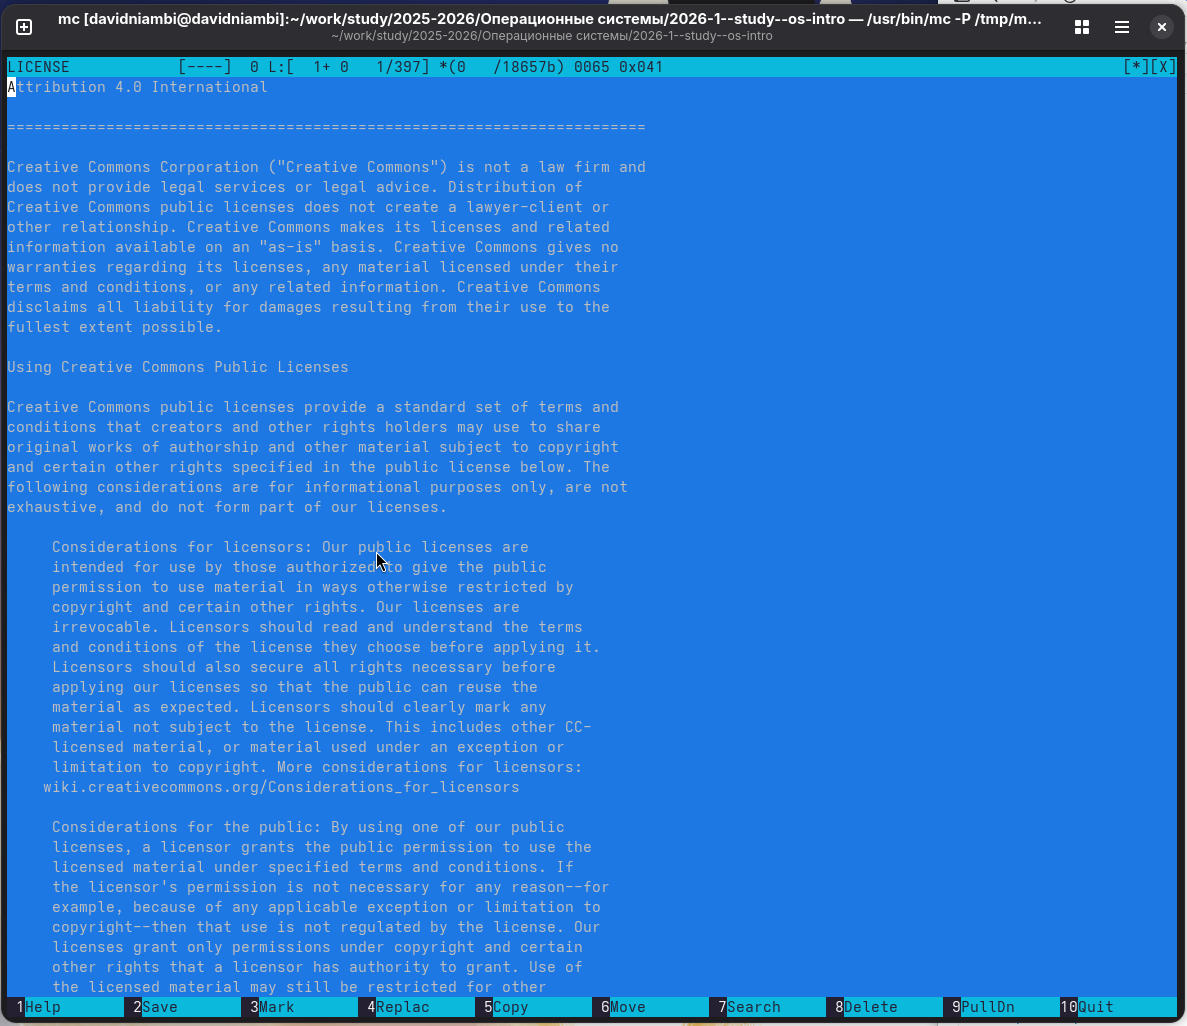 mc [davidniambi@davidniambi]:~/work/study/2025-2026/Операционные системы/2026-1--study--os-intro — /usr/bin/mc -P /tmp/m…
~/work/study/2025-2026/Операционные системы/2026-1--study--os-intro
LICENSE            [----]  0 L:[  1+ 0   1/397] *(0   /18657b) 0065 0x041                    [*][X]
Attribution 4.0 International
=======================================================================
Creative Commons Corporation ("Creative Commons") is not a law firm and
does not provide legal services or legal advice. Distribution of
Creative Commons public licenses does not create a lawyer-client or
other relationship. Creative Commons makes its licenses and related
information available on an "as-is" basis. Creative Commons gives no
warranties regarding its licenses, any material licensed under their
terms and conditions, or any related information. Creative Commons
disclaims all liability for damages resulting from their use to the
fullest extent possible.
Using Creative Commons Public Licenses
Creative Commons public licenses provide a standard set of terms and
conditions that creators and other rights holders may use to share
original works of authorship and other material subject to copyright
and certain other rights specified in the public license below. The
following considerations are for informational purposes only, are not
exhaustive, and do not form part of our licenses.
     Considerations for licensors: Our public licenses are
     intended for use by those authorized to give the public
     permission to use material in ways otherwise restricted by
     copyright and certain other rights. Our licenses are
     irrevocable. Licensors should read and understand the terms
     and conditions of the license they choose before applying it.
     Licensors should also secure all rights necessary before
     applying our licenses so that the public can reuse the
     material as expected. Licensors should clearly mark any
     material not subject to the license. This includes other CC-
     licensed material, or material used under an exception or
     limitation to copyright. More considerations for licensors:
    wiki.creativecommons.org/Considerations_for_licensors
     Considerations for the public: By using one of our public
     licenses, a licensor grants the public permission to use the
     licensed material under specified terms and conditions. If
     the licensor's permission is not necessary for any reason--for
     example, because of any applicable exception or limitation to
     copyright--then that use is not regulated by the license. Our
     licenses grant only permissions under copyright and certain
     other rights that a licensor has authority to grant. Use of
     the licensed material may still be restricted for other
1Help 2Save 3Mark 4Replac 5Copy 6Move 7Search 8Delete 9PullDn 10Quit